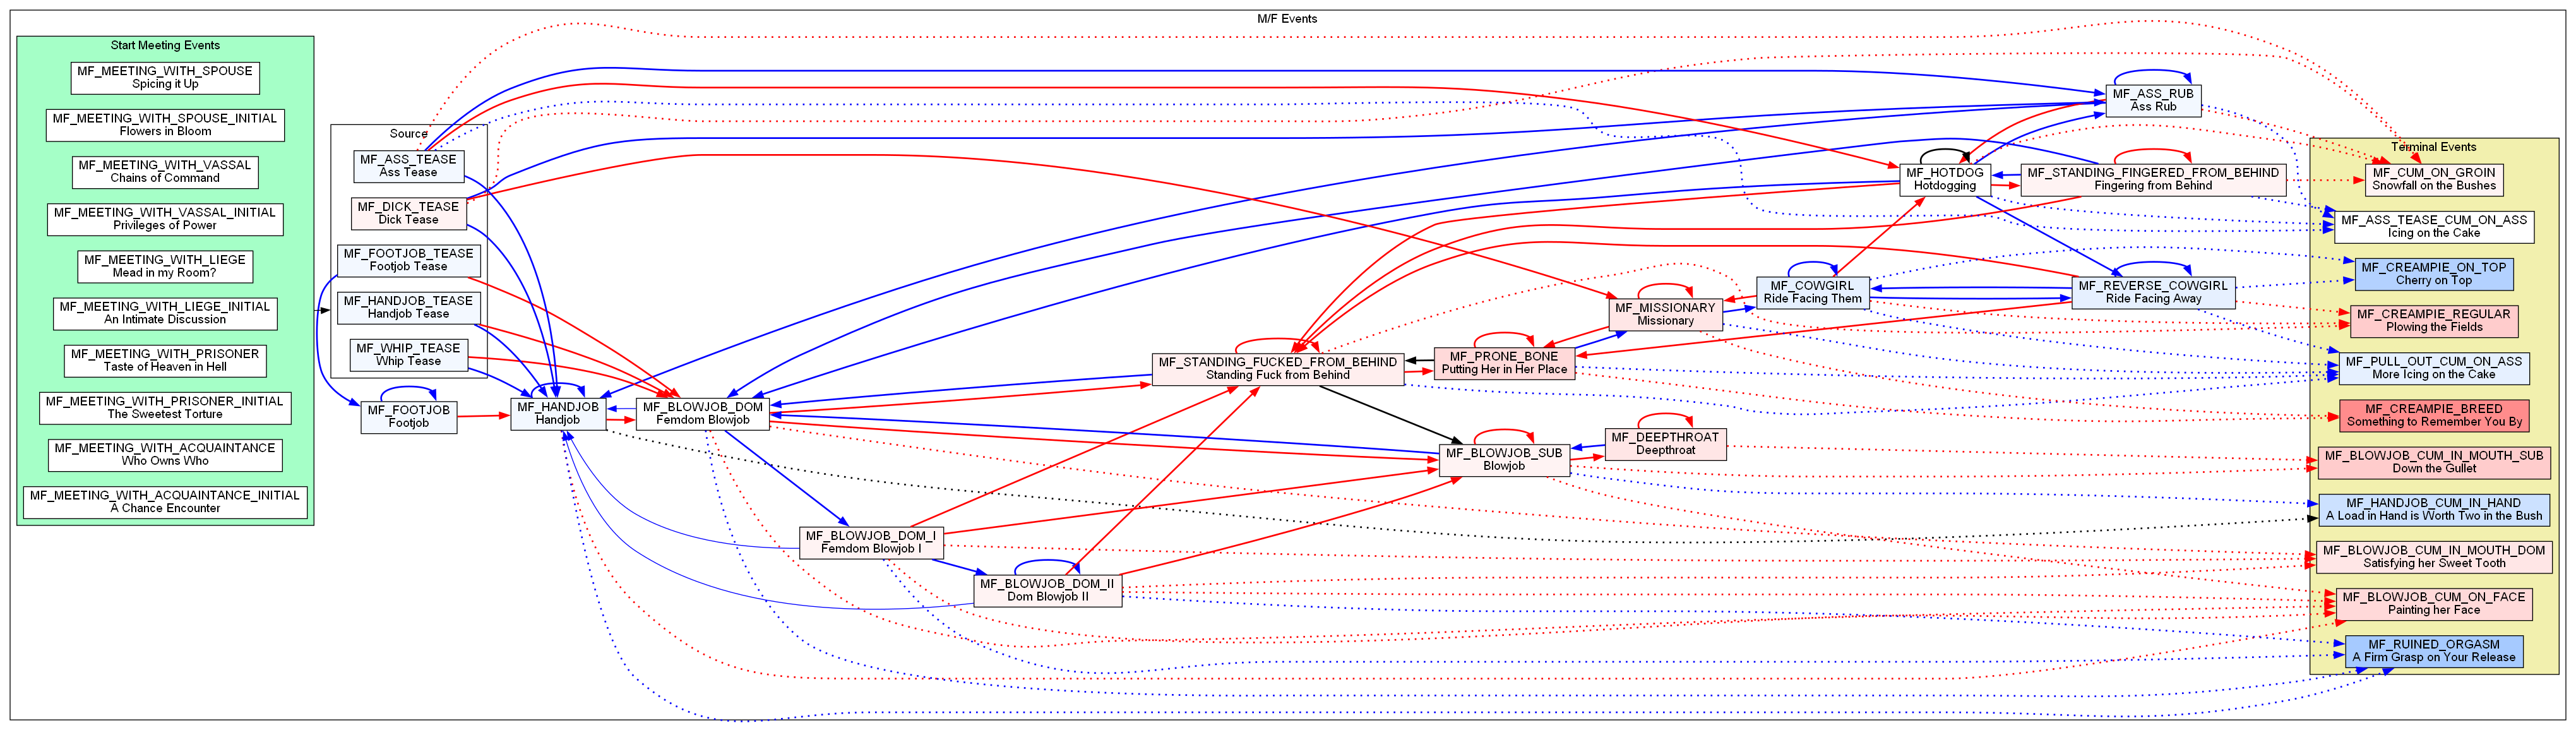 M/F Events
Start Meeting Events
MF_MEETING_WITH_SPOUSE
Spicing it Up
MF_MEETING_WITH_SPOUSE_INITIAL
Flowers in Bloom
MF_MEETING_WITH_VASSAL
Chains of Command
MF_MEETING_WITH_VASSAL_INITIAL
Privileges of Power
MF_MEETING_WITH_LIEGE
Mead in my Room?
MF_MEETING_WITH_LIEGE_INITIAL
An Intimate Discussion
MF_MEETING_WITH_PRISONER
Taste of Heaven in Hell
MF_MEETING_WITH_PRISONER_INITIAL
The Sweetest Torture
MF_MEETING_WITH_ACQUAINTANCE
Who Owns Who
MF_MEETING_WITH_ACQUAINTANCE_INITIAL
A Chance Encounter
Source
MF_ASS_TEASE
Ass Tease
MF_DICK_TEASE
Dick Tease
MF_FOOTJOB_TEASE
Footjob Tease
MF_HANDJOB_TEASE
Handjob Tease
MF_WHIP_TEASE
Whip Tease
MF_FOOTJOB
Footjob
MF_HANDJOB
Handjob
MF_BLOWJOB_DOM
Femdom Blowjob
MF_BLOWJOB_DOM_I
Femdom Blowjob I
MF_BLOWJOB_DOM_II
Dom Blowjob II
MF_STANDING_FUCKED_FROM_BEHIND
Standing Fuck from Behind
MF_PRONE_BONE
Putting Her in Her Place
MF_BLOWJOB_SUB
Blowjob
MF_DEEPTHROAT
Deepthroat
MF_MISSIONARY
Missionary
MF_COWGIRL
Ride Facing Them
MF_HOTDOG
Hotdogging
MF_ASS_RUB
Ass Rub
MF_STANDING_FINGERED_FROM_BEHIND
Fingering from Behind
MF_REVERSE_COWGIRL
Ride Facing Away
Terminal Events
MF_CUM_ON_GROIN
Snowfall on the Bushes
MF_ASS_TEASE_CUM_ON_ASS
Icing on the Cake
MF_CREAMPIE_ON_TOP
Cherry on Top
MF_CREAMPIE_REGULAR
Plowing the Fields
MF_PULL_OUT_CUM_ON_ASS
More Icing on the Cake
MF_CREAMPIE_BREED
Something to Remember You By
MF_BLOWJOB_CUM_IN_MOUTH_SUB
Down the Gullet
MF_HANDJOB_CUM_IN_HAND
A Load in Hand is Worth Two in the Bush
MF_BLOWJOB_CUM_IN_MOUTH_DOM
Satisfying her Sweet Tooth
MF_BLOWJOB_CUM_ON_FACE
Painting her Face
MF_RUINED_ORGASM
A Firm Grasp on Your Release